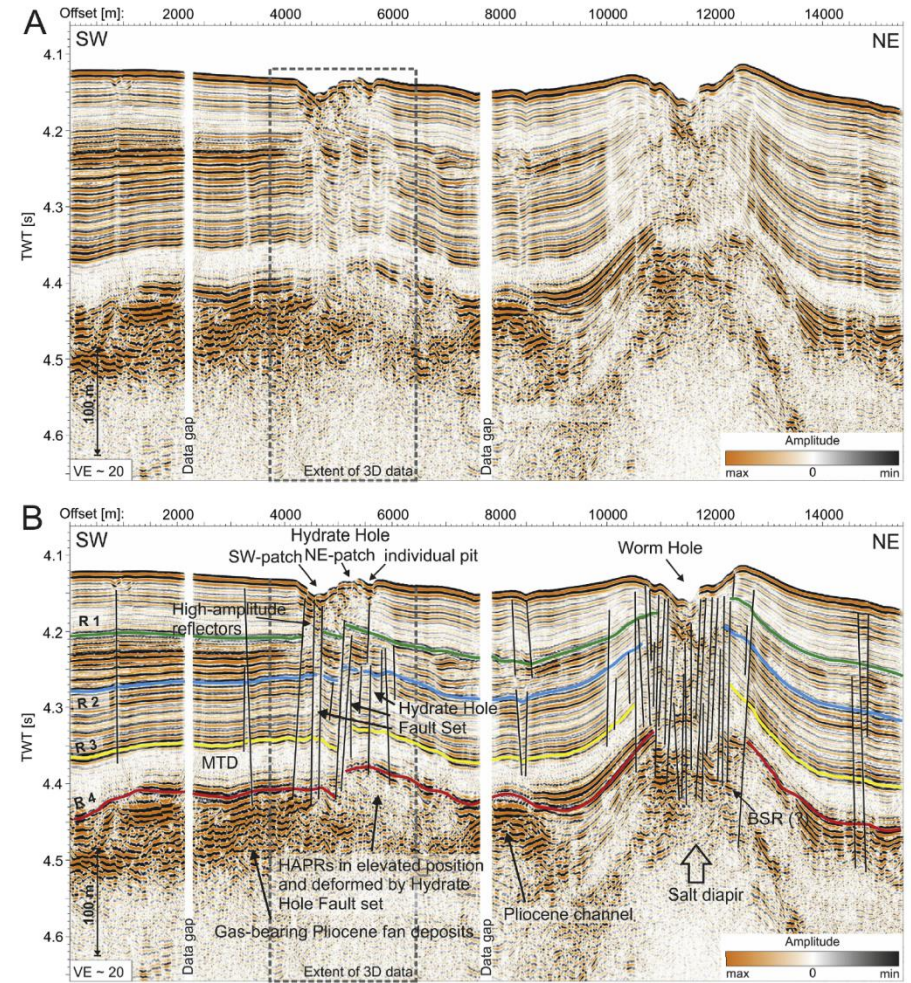 A
Offset [m]:
2000
4000
6000
8000
10000
12000
14000
SW
NE
4.1
4.2
4.3
4.4
4.5
4.6
TWT [s]
100 m
VE ~ 20
Data gap
Extent of 3D data
Data gap
Amplitude
max
0
min
B
Offset [m]:
2000
4000
6000
8000
10000
12000
14000
SW
NE
Hydrate Hole
SW-patch
NE-patch
individual pit
Worm Hole
4.1
4.2
4.3
4.4
4.5
4.6
TWT [s]
High-amplitude
reflectors
R 1
R 2
R 3
R 4
Hydrate Hole
Fault Set
MTD
BSR (?)
HAPRs in elevated position
and deformed by Hydrate
Hole Fault set
Gas-bearing Pliocene fan deposits
Pliocene channel
Salt diapir
100 m
VE ~ 20
Data gap
Extent of 3D data
Data gap
Amplitude
max
0
min